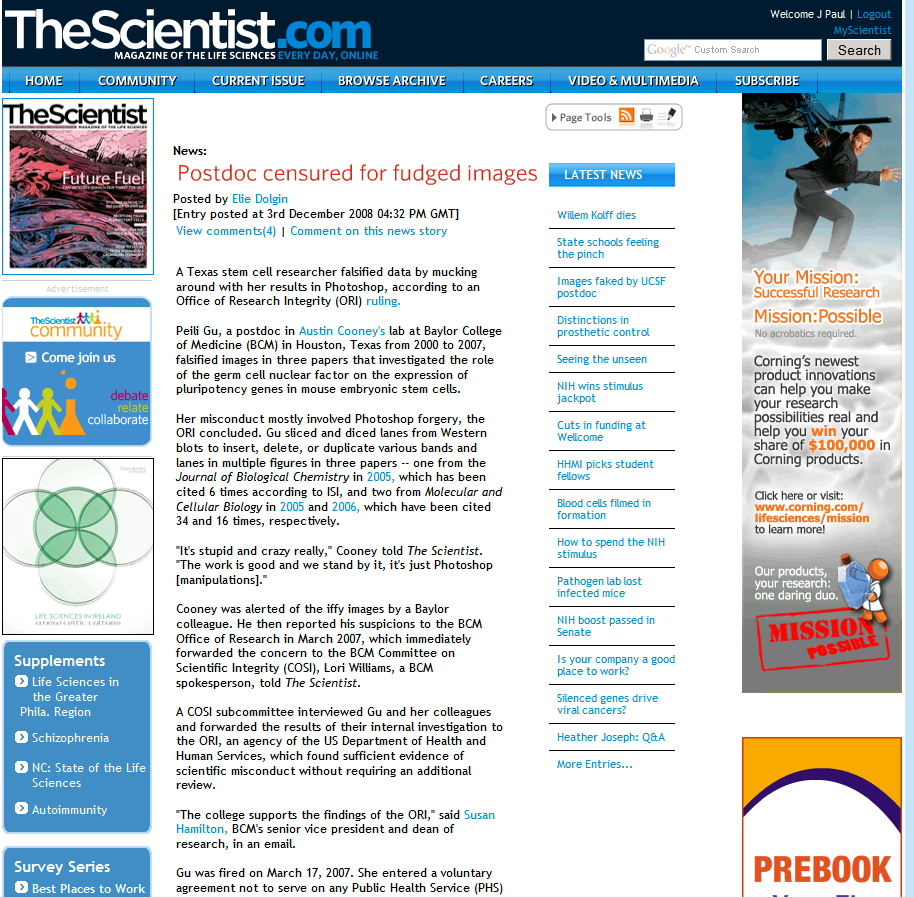 TheScientist.com
MAGAZINE OF THE LIFE SCIENCES EVERY DAY, ONLINE
Welcome J Paul | Logout
MyScientist
Google™ Custom Search
Search
HOME
COMMUNITY
CURRENT ISSUE
BROWSE ARCHIVE
CAREERS
VIDEO & MULTIMEDIA
SUBSCRIBE
TheScientist
MAGAZINE OF THE LIFE SCIENCES
Future Fuel
Advertisement
TheScientist
community
Come join us
debate
relate
collaborate
TheScientist
LIFE SCIENCES IN IRELAND
Supplements
Life Sciences in
the Greater
Phila. Region
Schizophrenia
NC: State of the Life
Sciences
Autoimmunity
Survey Series
Best Places to Work
Page Tools
News:
Postdoc censured for fudged images
Posted by Elie Dolgin
[Entry posted at 3rd December 2008 04:32 PM GMT]
View comments(4) | Comment on this news story
A Texas stem cell researcher falsified data by mucking
around with her results in Photoshop, according to an
Office of Research Integrity (ORI) ruling.
Peili Gu, a postdoc in Austin Cooney's lab at Baylor College
of Medicine (BCM) in Houston, Texas from 2000 to 2007,
falsified images in three papers that investigated the role
of the germ cell nuclear factor on the expression of
pluripotency genes in mouse embryonic stem cells.
Her misconduct mostly involved Photoshop forgery, the
ORI concluded. Gu sliced and diced lanes from Western
blots to insert, delete, or duplicate various bands and
lanes in multiple figures in three papers -- one from the
Journal of Biological Chemistry in 2005, which has been
cited 6 times according to ISI, and two from Molecular and
Cellular Biology in 2005 and 2006, which have been cited
34 and 16 times, respectively.
"It's stupid and crazy really," Cooney told The Scientist.
"The work is good and we stand by it, it's just Photoshop
[manipulations]."
Cooney was alerted of the iffy images by a Baylor
colleague. He then reported his suspicions to the BCM
Office of Research in March 2007, which immediately
forwarded the concern to the BCM Committee on
Scientific Integrity (COSI), Lori Williams, a BCM
spokesperson, told The Scientist.
A COSI subcommittee interviewed Gu and her colleagues
and forwarded the results of their internal investigation to
the ORI, an agency of the US Department of Health and
Human Services, which found sufficient evidence of
scientific misconduct without requiring an additional
review.
"The college supports the findings of the ORI," said Susan
Hamilton, BCM's senior vice president and dean of
research, in an email.
Gu was fired on March 17, 2007. She entered a voluntary
agreement not to serve on any Public Health Service (PHS)
LATEST NEWS
Willem Kolff dies
State schools feeling
the pinch
Images faked by UCSF
postdoc
Distinctions in
prosthetic control
Seeing the unseen
NIH wins stimulus
jackpot
Cuts in funding at
Wellcome
HHMI picks student
fellows
Blood cells filmed in
formation
How to spend the NIH
stimulus
Pathogen lab lost
infected mice
NIH boost passed in
Senate
Is your company a good
place to work?
Silenced genes drive
viral cancers?
Heather Joseph: Q&A
More Entries...
Your Mission:
Successful Research
Mission:Possible
No acrobatics required.
Corning's newest
product innovations
can help you make
your research
possibilities real and
help you win your
share of $100,000 in
Corning products.
Click here or visit:
www.corning.com/
lifesciences/mission
to learn more!
Our products,
your research:
one daring duo.
MISSION
POSSIBLE
PREBOOK